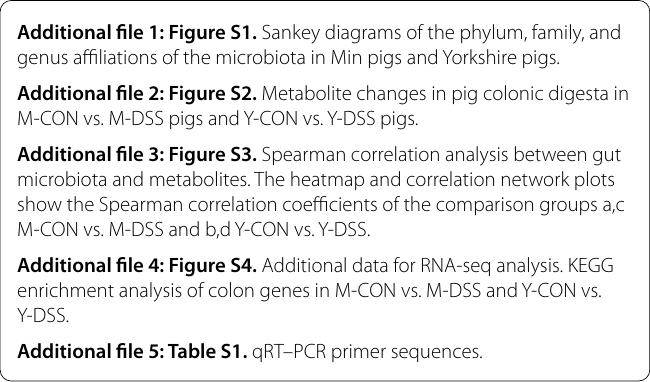 Additional file 1: Figure S1. Sankey diagrams of the phylum, family, and
genus affiliations of the microbiota in Min pigs and Yorkshire pigs.
Additional file 2: Figure S2. Metabolite changes in pig colonic digesta in
M-CON vs. M-DSS pigs and Y-CON vs. Y-DSS pigs.
Additional file 3: Figure S3. Spearman correlation analysis between gut
microbiota and metabolites. The heatmap and correlation network plots
show the Spearman correlation coefficients of the comparison groups a,c
M-CON vs. M-DSS and b,d Y-CON vs. Y-DSS.
Additional file 4: Figure S4. Additional data for RNA-seq analysis. KEGG
enrichment analysis of colon genes in M-CON vs. M-DSS and Y-CON vs.
Y-DSS.
Additional file 5: Table S1. qRT–PCR primer sequences.